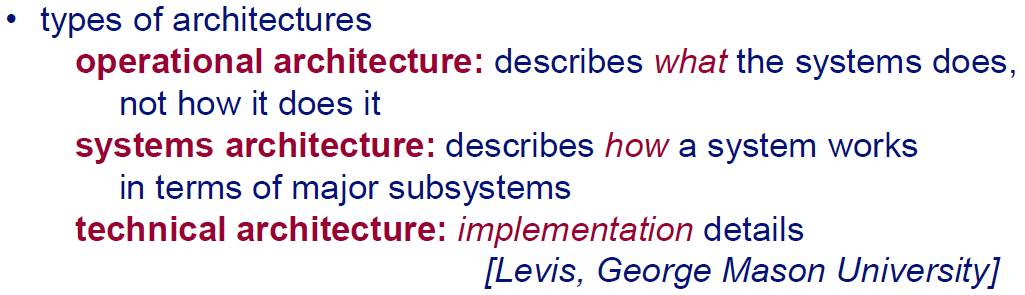 • types of architectures
operational architecture: describes what the systems does,
not how it does it
systems architecture: describes how a system works
in terms of major subsystems
technical architecture: implementation details
[Levis, George Mason University]